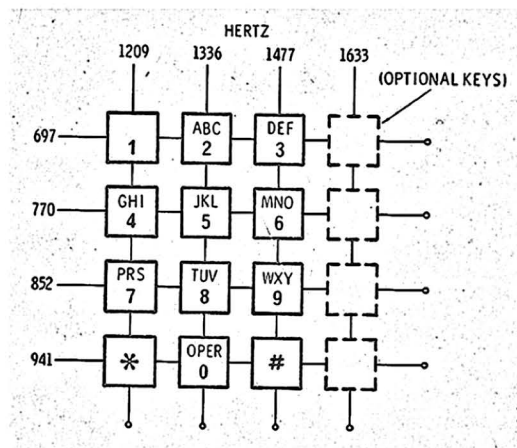 HERTZ
1209 1336 1477 1633
(OPTIONAL KEYS)
697
1
ABC
2
DEF
3
770
GHI
4
JKL
5
MNO
6
852
PRS
7
TUV
8
WXY
9
941
*
OPER
0
#